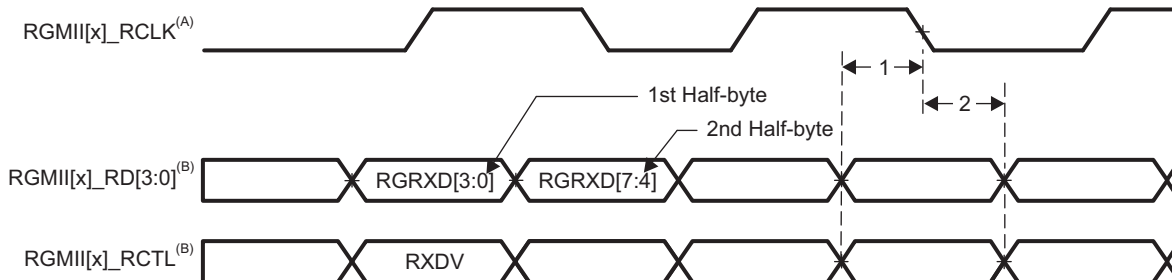 RGMII[x]_RCLK(A)
1
2
1st Half-byte
2nd Half-byte
RGMII[x]_RD[3:0](B)
RGRXD[3:0]
RGRXD[7:4]
RGMII[x]_RCTL(B)
RXDV